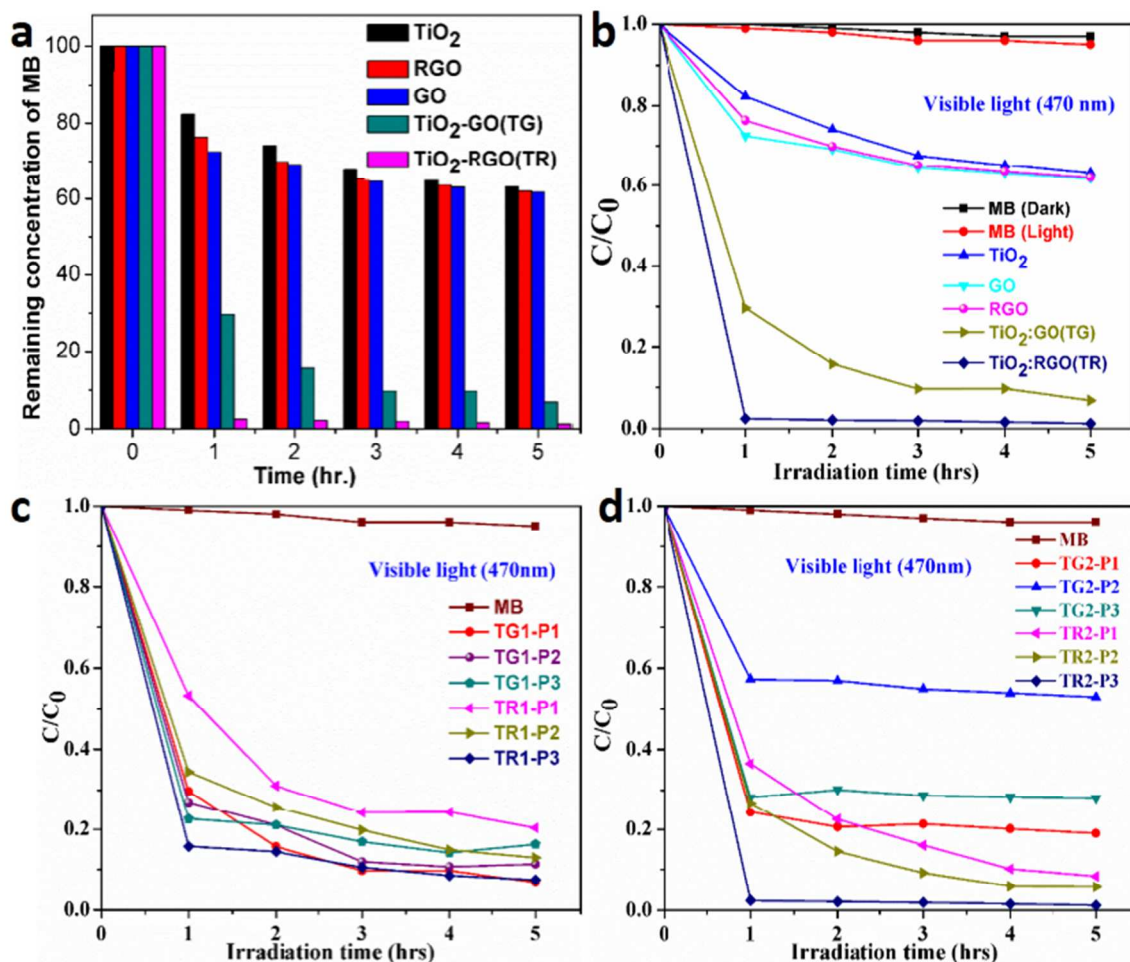 a
Remaining concentration of MB
100
80
60
40
20
0
0 1 2 3 4 5
Time (hr.)
TiO2
RGO
GO
TiO2-GO(TG)
TiO2-RGO(TR)
b
C/C0
1.0
0.8
0.6
0.4
0.2
0.0
0 1 2 3 4 5
Irradiation time (hrs)
Visible light (470 nm)
MB (Dark)
MB (Light)
TiO2
GO
RGO
TiO2:GO(TG)
TiO2:RGO(TR)
c
C/C0
1.0
0.8
0.6
0.4
0.2
0.0
0 1 2 3 4 5
Irradiation time (hrs)
Visible light (470nm)
MB
TG1-P1
TG1-P2
TG1-P3
TR1-P1
TR1-P2
TR1-P3
d
C/C0
1.0
0.8
0.6
0.4
0.2
0.0
0 1 2 3 4 5
Irradiation time (hrs)
Visible light (470nm)
MB
TG2-P1
TG2-P2
TG2-P3
TR2-P1
TR2-P2
TR2-P3